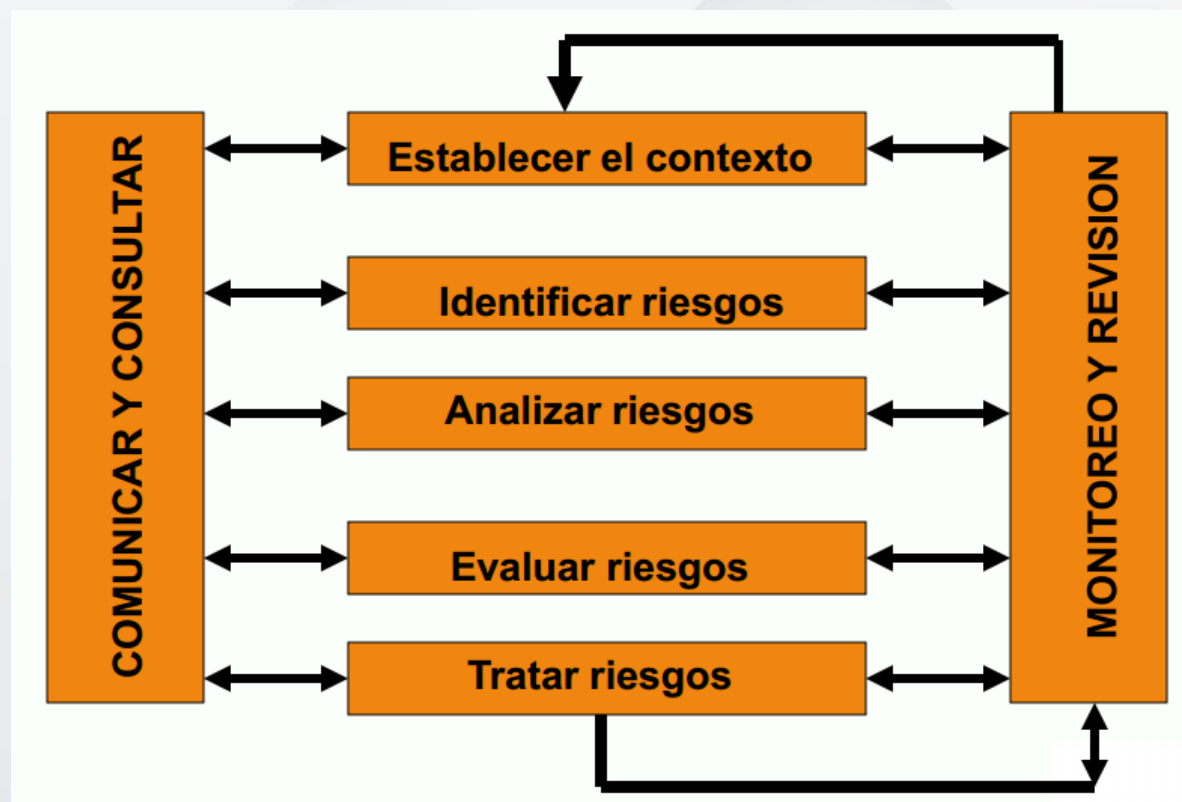 COMUNICAR Y CONSULTAR
Establecer el contexto
Identificar riesgos
Analizar riesgos
Evaluar riesgos
Tratar riesgos
MONITOREO Y REVISION